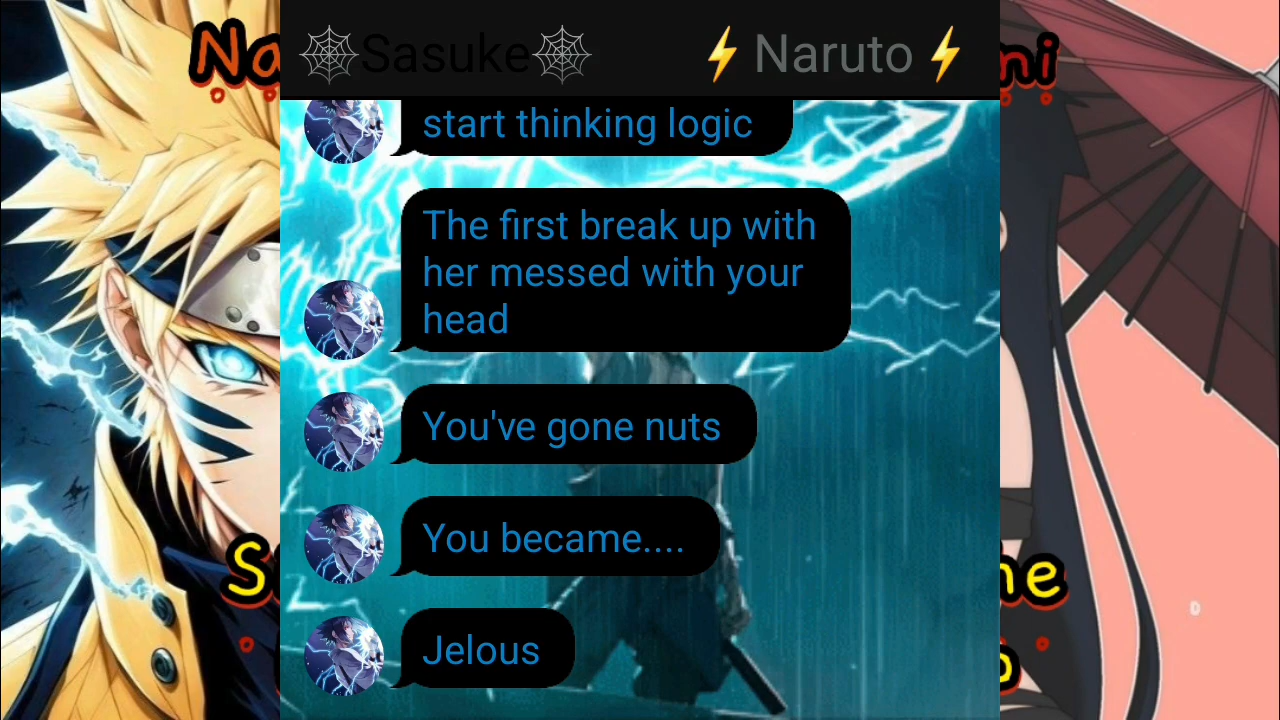 🕸Sasuke🕸 ⚡ Naruto ⚡
start thinking logic
The first break up with
her messed with your
head
You've gone nuts
You became....
Jelous